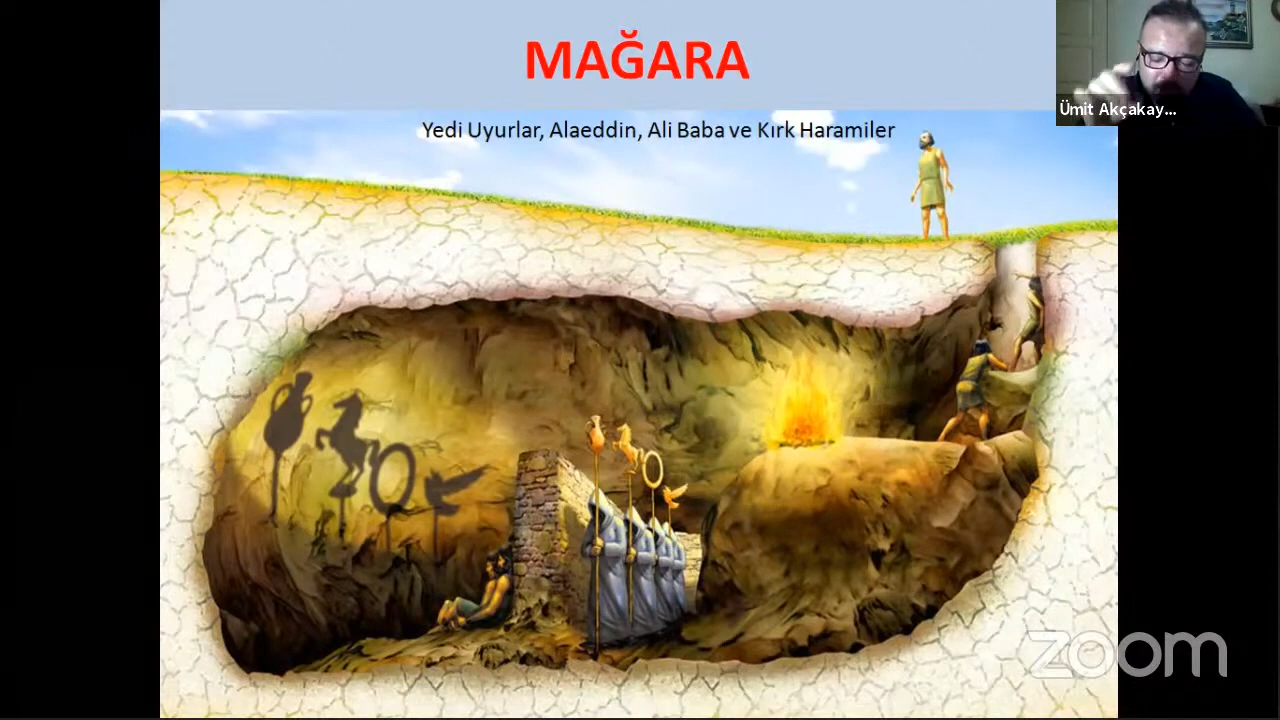 MAĞARA
Ümit Akçakay...
Yedi Uyurlar, Alaeddin, Ali Baba ve Kırk Haramiler
zoom